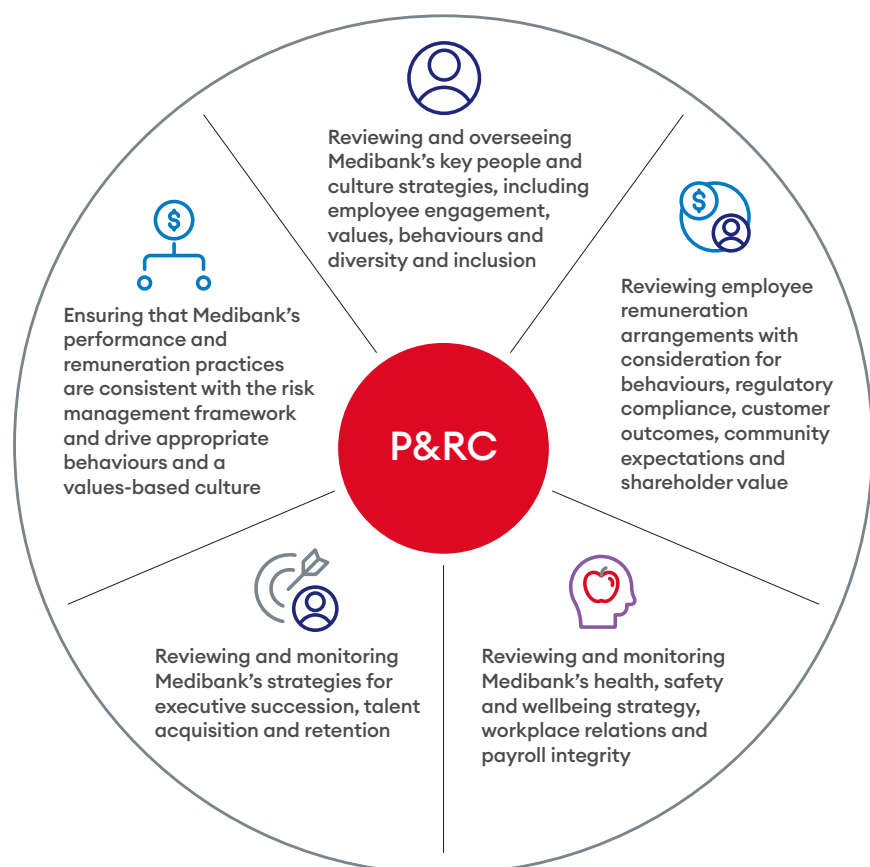 Reviewing and overseeing
Medibank’s key people and
culture strategies, including
employee engagement,
values, behaviours and
diversity and inclusion
$
Reviewing employee
remuneration
arrangements with
consideration for
behaviours, regulatory
compliance, customer
outcomes, community
expectations and
shareholder value
$
Ensuring that Medibank’s
performance and
remuneration practices
are consistent with the risk
management framework
and drive appropriate
behaviours and a
values-based culture
P&RC
Reviewing and monitoring
Medibank’s strategies for
executive succession, talent
acquisition and retention
Reviewing and monitoring
Medibank’s health, safety
and wellbeing strategy,
workplace relations and
payroll integrity